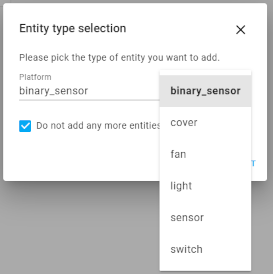 Entity type selection
Please pick the type of entity you want to add.
Platform
binary_sensor
Do not add any more entities
binary_sensor
cover
fan
light
sensor
switch